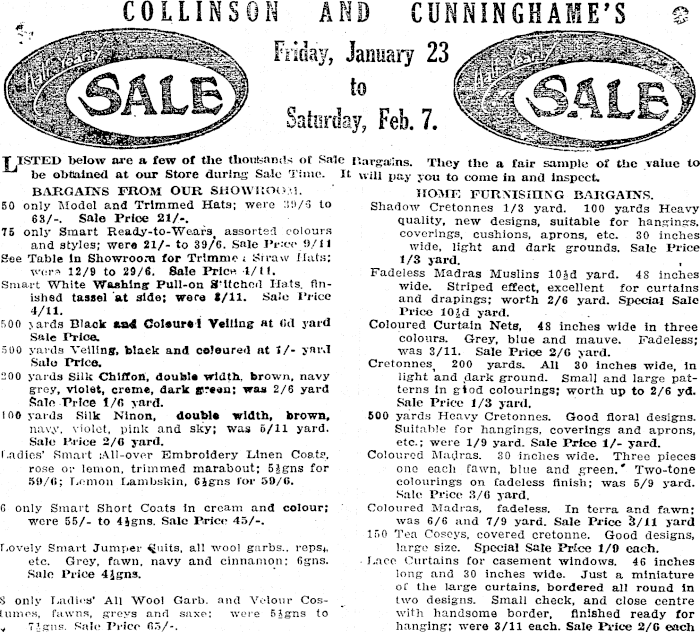 COLLINSON AND CUNNINGHAME'S
Half Yearly
SALE
Friday, January 23
to
Saturday, Feb. 7.
Half Yearly
SALE
LISTED below are a few of the thousands of Sale Bargains. They the a fair sample of the value to
be obtained at our Store during Sale Time. It will pay you to come in and inspect.
BARGAINS FROM OUR SHOWROOM.
50 only Model and Trimmed Hats; were 39/6 to
63/-. Sale Price 21/-.
75 only Smart Ready-to-Wears, assorted colours
and styles; were 21/- to 39/6. Sale Price 9/11
See Table in Showroom for Trimme Straw Hats;
were 12/9 to 29/6. Sale Price 4/11.
Smart White Washing Pull-on Stitched Hats, fin-
ished tassel at side; were 8/11. Sale Price
4/11.
500 yards Black and Coloured Veiling at 6d yard
Sale Price.
500 yards Veiling, black and coleured at 1/- yard
Sale Price.
200 yards Silk Chiffon, double width, brown, navy
grey, violet, creme, dark green; was 2/6 yard
Sale Price 1/6 yard.
100 yards Silk Ninon, double width, brown,
navy, violet, pink and sky; was 5/11 yard.
Sale Price 2/6 yard.
Ladies' Smart All-over Embroidery Linen Coats,
rose or lemon, trimmed marabout; 5½gns for
59/6; Lemon Lambskin, 6½gns for 59/6.
6 only Smart Short Coats in cream and colour;
were 55/- to 4½gns. Sale Price 45/-.
Lovely Smart Jumper Suits, all wool garbs., reps.,
etc. Grey, fawn, navy and cinnamon; 6gns.
Sale Price 4½gns.
8 only Ladies' All Wool Garb. and Velour Cos-
tumes, fawns, greys and saxe; were 5½gns to
7½gns. Sale Price 65/-.
HOME FURNISHING BARGAINS.
Shadow Cretonnes 1/3 yard. 100 yards Heavy
quality, new designs, suitable for hangings,
coverings, cushions, aprons, etc. 30 inches
wide, light and dark grounds. Sale Price
1/3 yard.
Fadeless Madras Muslins 10½d yard. 48 inches
wide. Striped effect, excellent for curtains
and drapings; worth 2/6 yard. Special Sale
Price 10½d yard.
Coloured Curtain Nets, 48 inches wide in three
colours. Grey, blue and mauve. Fadeless;
was 3/11. Sale Price 2/6 yard.
Cretonnes, 200 yards. All 30 inches wide, in
light and dark ground. Small and large pat-
terns in good colourings; worth up to 2/6 yd.
Sale Price 1/3 yard.
500 yards Heavy Cretonnes. Good floral designs.
Suitable for hangings, coverings and aprons,
etc.; were 1/9 yard. Sale Price 1/- yard.
Coloured Madras. 30 inches wide. Three pieces
one each fawn, blue and green. Two-tone
colourings on fadeless finish; was 5/9 yard.
Sale Price 3/6 yard.
Coloured Madras, fadeless. In terra and fawn;
was 6/6 and 7/9 yard. Sale Price 3/11 yard
150 Tea Coseys, covered cretonne. Good designs,
large size. Special Sale Price 1/9 each.
Lace Curtains for casement windows. 46 inches
long and 30 inches wide. Just a miniature
of the large curtains, bordered all round in
two designs. Small check, and close centre
with handsome border, finished ready for
hanging; were 3/11 each. Sale Price 2/6 each